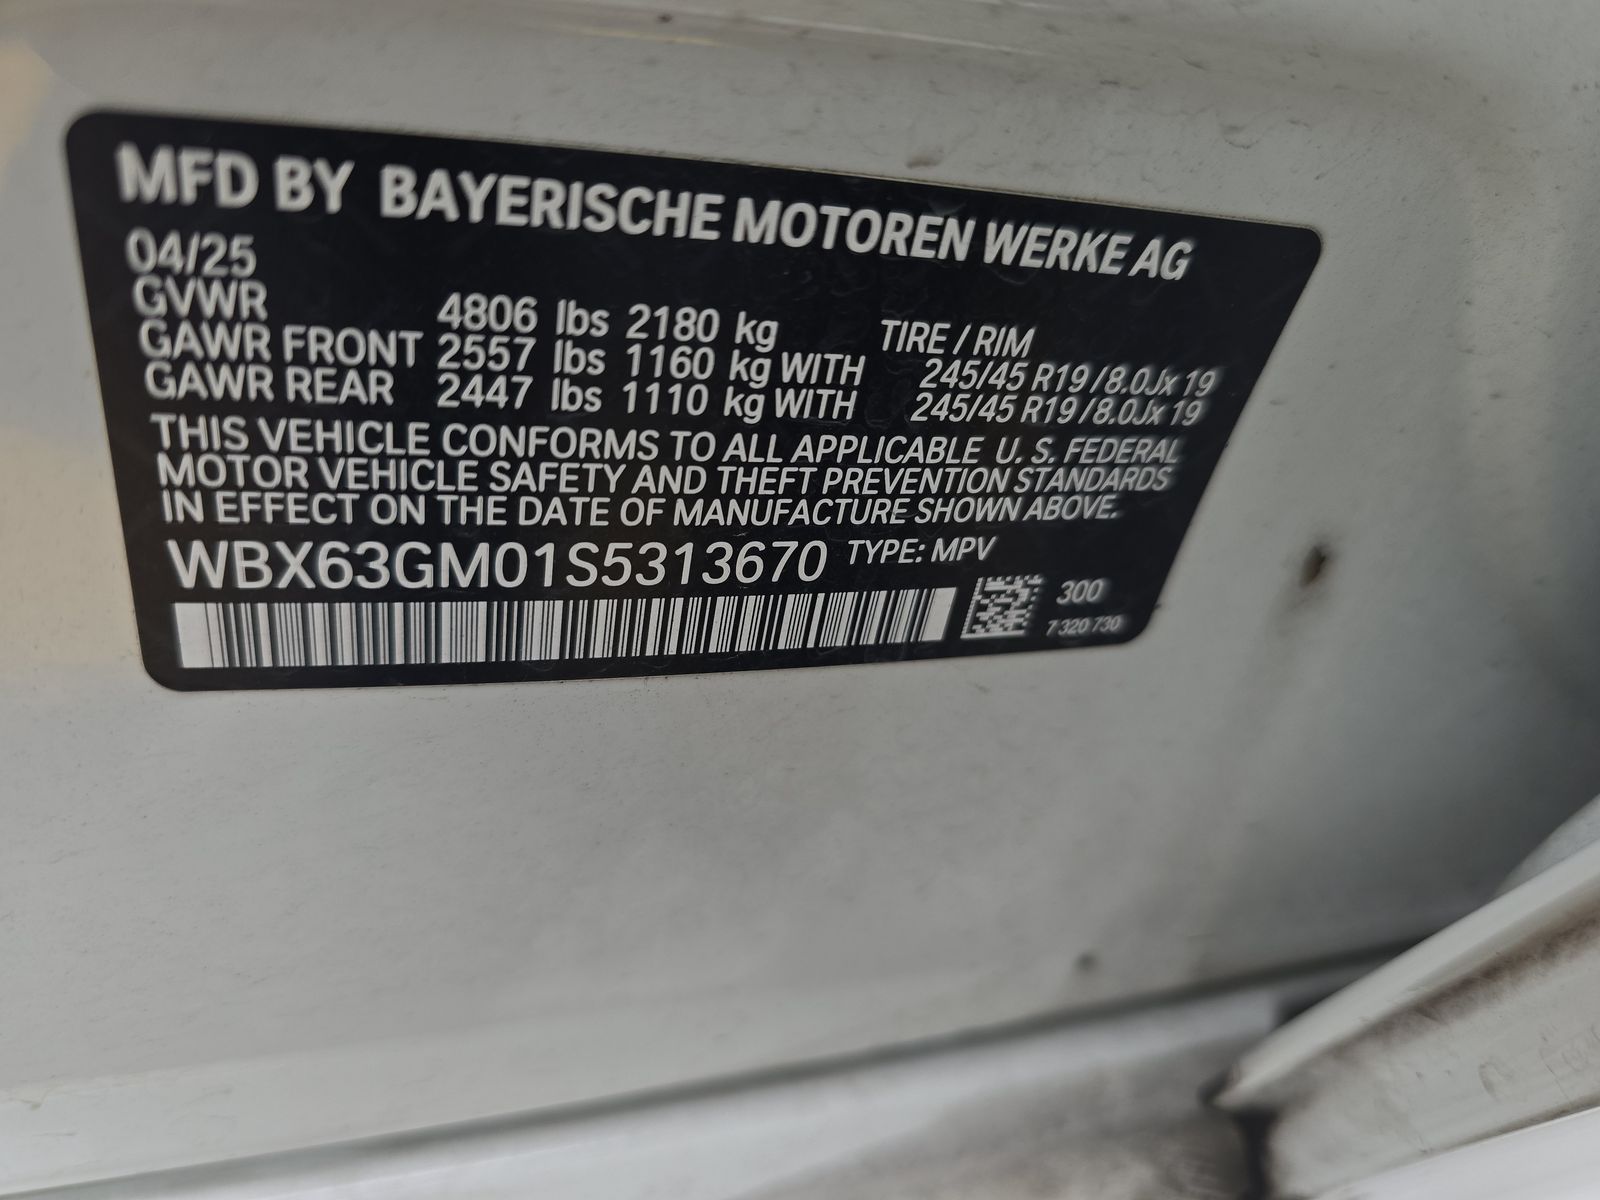 MFD BY BAYERISCHE MOTOREN WERKE AG
04/25
GVWR 4806 lbs 2180 kg TIRE / RIM
GAWR FRONT 2557 lbs 1160 kg WITH 245/45 R19 /8.0Jx 19
GAWR REAR 2447 lbs 1110 kg WITH 245/45 R19 /8.0Jx 19
THIS VEHICLE CONFORMS TO ALL APPLICABLE U. S. FEDERAL
MOTOR VEHICLE SAFETY AND THEFT PREVENTION STANDARDS
IN EFFECT ON THE DATE OF MANUFACTURE SHOWN ABOVE.
WBX63GM01S5313670 TYPE: MPV
300
7 320 730